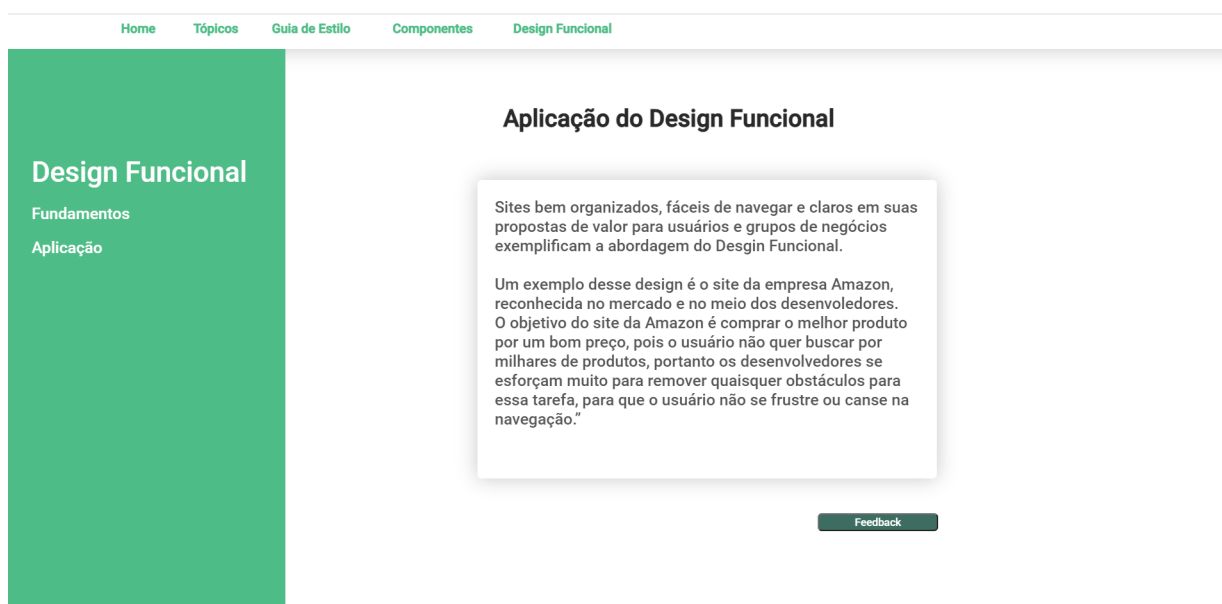 Home Tópicos Guia de Estilo Componentes Design Funcional
Design Funcional
Fundamentos
Aplicação
Aplicação do Design Funcional
Sites bem organizados, fáceis de navegar e claros em suas
propostas de valor para usuários e grupos de negócios
exemplificam a abordagem do Desgin Funcional.
Um exemplo desse design é o site da empresa Amazon,
reconhecida no mercado e no meio dos desenvoledores.
O objetivo do site da Amazon é comprar o melhor produto
por um bom preço, pois o usuário não quer buscar por
milhares de produtos, portanto os desenvolvedores se
esforçam muito para remover quaisquer obstáculos para
essa tarefa, para que o usuário não se frustre ou canse na
navegação.”
Feedback